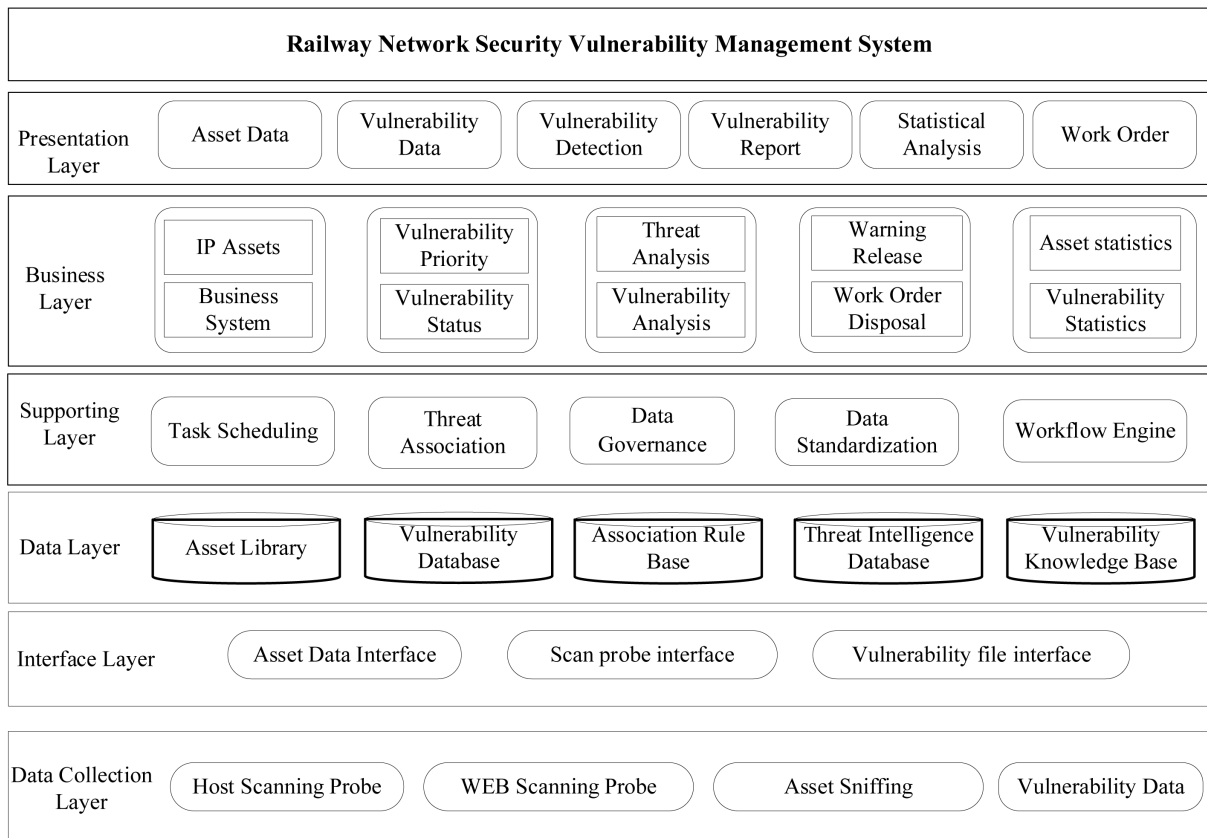 Railway Network Security Vulnerability Management System
Presentation
Layer
Asset Data
Vulnerability
Data
Vulnerability
Detection
Vulnerability
Report
Statistical
Analysis
Work Order
Business
Layer
IP Assets
Business
System
Vulnerability
Priority
Vulnerability
Status
Threat
Analysis
Vulnerability
Analysis
Warning
Release
Work Order
Disposal
Asset statistics
Vulnerability
Statistics
Supporting
Layer
Task Scheduling
Threat
Association
Data
Governance
Data
Standardization
Workflow Engine
Data Layer
Asset Library
Vulnerability
Database
Association Rule
Base
Threat Intelligence
Database
Vulnerability
Knowledge Base
Interface Layer
Asset Data Interface
Scan probe interface
Vulnerability file interface
Data Collection
Layer
Host Scanning Probe
WEB Scanning Probe
Asset Sniffing
Vulnerability Data